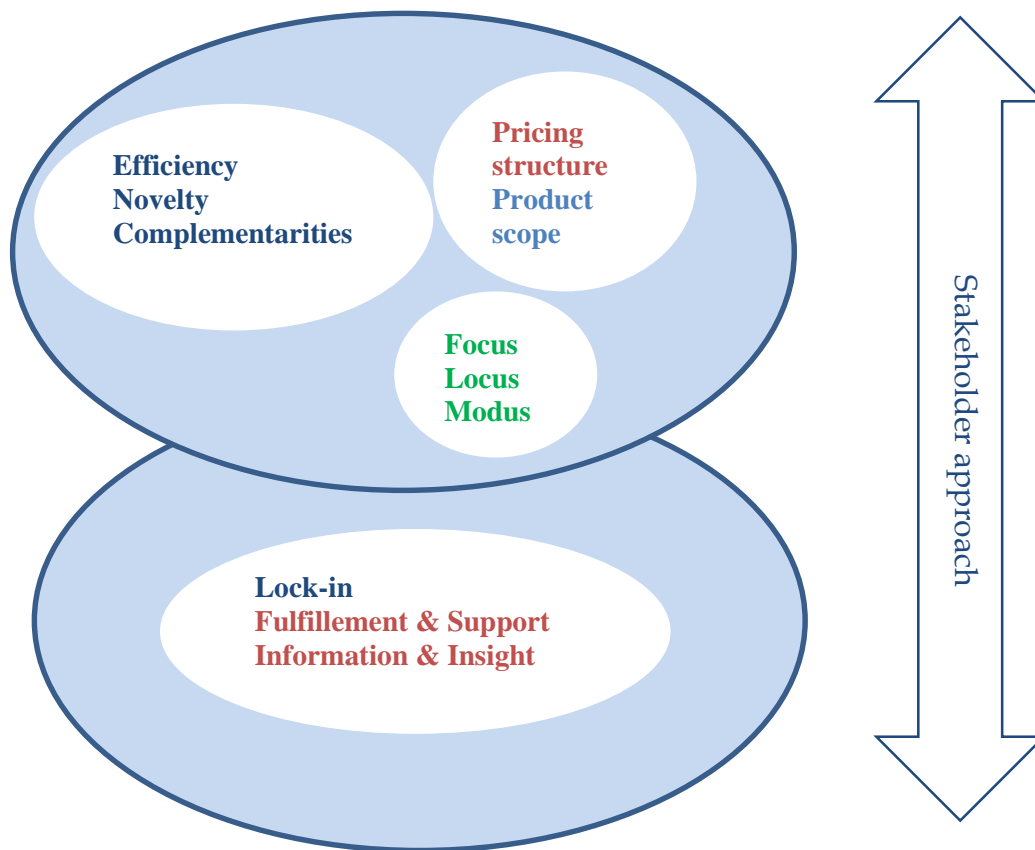 Efficiency
Novelty
Complementarities
Pricing
structure
Product
scope
Focus
Locus
Modus
Lock-in
Fulfillement & Support
Information & Insight
Stakeholder approach